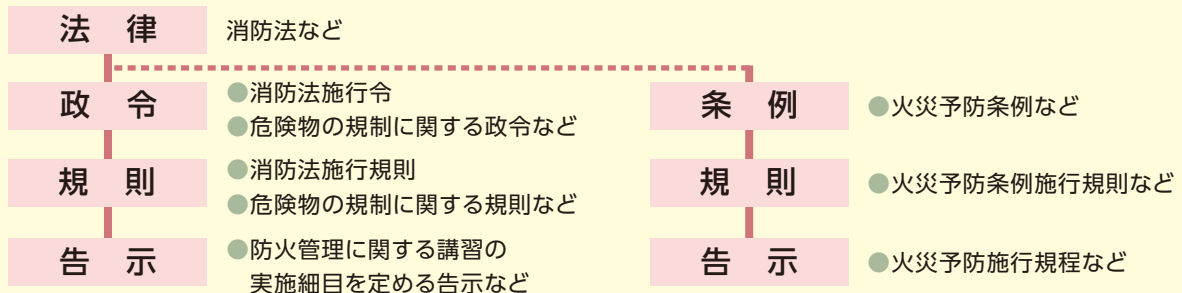 法　律
消防法など
政　令
●消防法施行令
●危険物の規制に関する政令など
規　則
●消防法施行規則
●危険物の規制に関する規則など
告　示
●防火管理に関する講習の
実施細目を定める告示など
条　例
●火災予防条例など
規　則
●火災予防条例施行規則など
告　示
●火災予防施行規程など